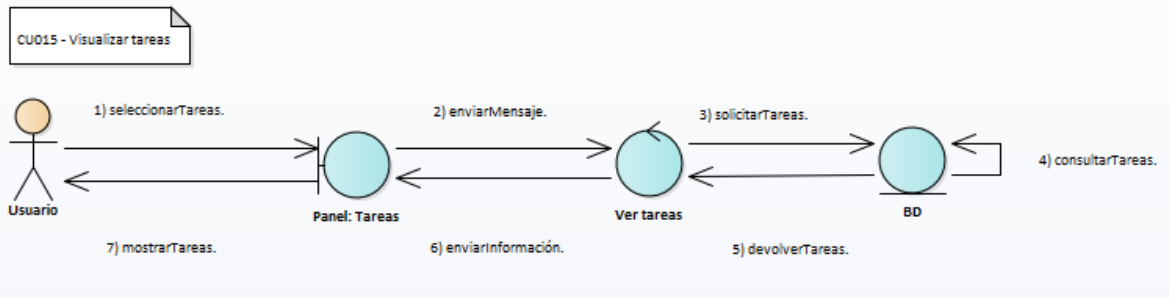 CU015 - Visualizar tareas
1) seleccionarTareas.
2) enviarMensaje.
3) solicitarTareas.
4) consultarTareas.
Usuario
Panel: Tareas
Ver tareas
BD
7) mostrarTareas.
6) enviarInformación.
5) devolverTareas.